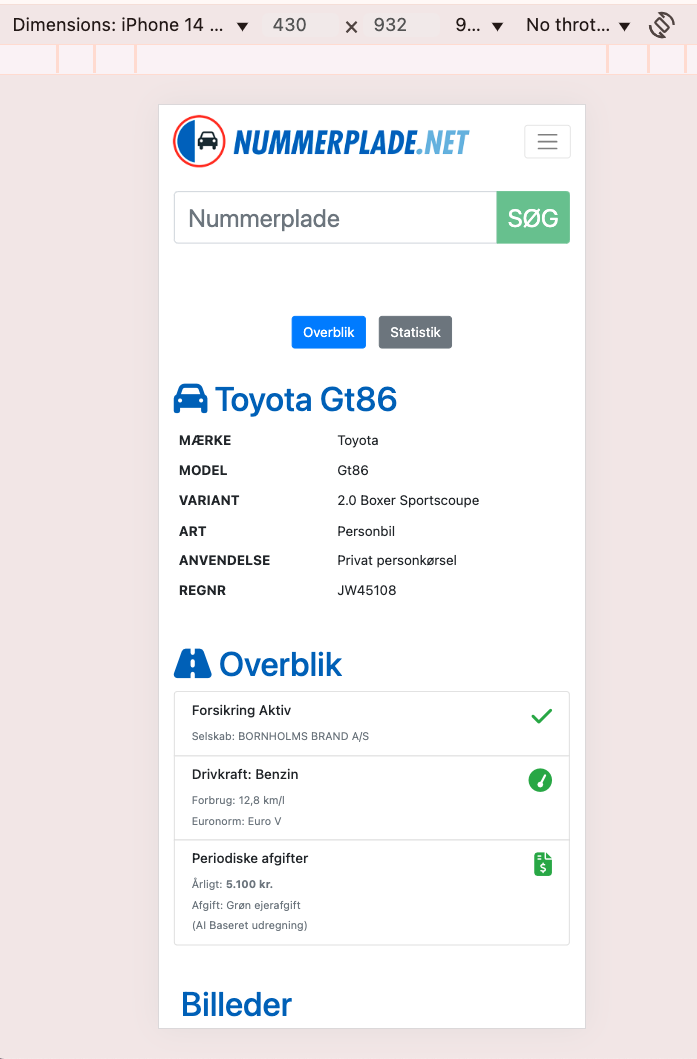 Dimensions: iPhone 14 ... ▼ 430 × 932 9... ▼ No throt... ▼
NUMMERPLADE.NET
Nummerplade SØG
Overblik Statistik
Toyota Gt86
MÆRKE Toyota
MODEL Gt86
VARIANT 2.0 Boxer Sportscoupe
ART Personbil
ANVENDELSE Privat personkørsel
REGNR JW45108
Overblik
Forsikring Aktiv
Selskab: BORNHOLMS BRAND A/S
Drivkraft: Benzin
Forbrug: 12,8 km/l
Euronorm: Euro V
Periodiske afgifter
Årligt: 5.100 kr.
Afgift: Grøn ejerafgift
(AI Baseret udregning)
Billeder